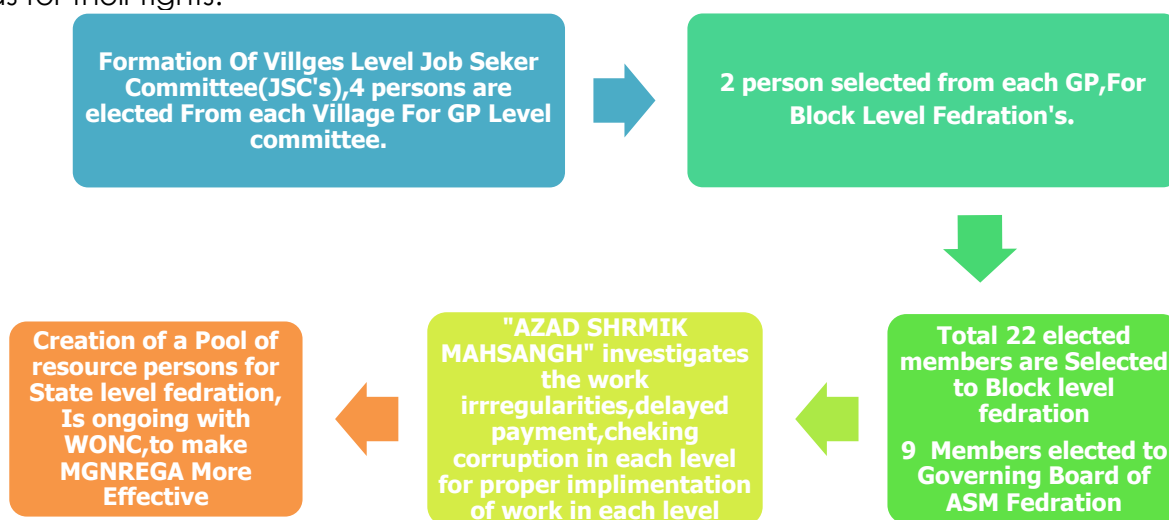 as for their rights.
Formation Of Villges Level Job Seker
Committee(JSC's),4 persons are
elected From each Village For GP Level
committee.
2 person selected from each GP,For
Block Level Fedration's.
Total 22 elected
members are Selected
to Block level
fedration
9 Members elected to
Governing Board of
ASM Fedration
"AZAD SHRMIK
MAHSANGH" investigates
the work
irrregularities,delayed
payment,cheking
corruption in each level
for proper implimentation
of work in each level
Creation of a Pool of
resource persons for
State level fedration,
Is ongoing with
WONC,to make
MGNREGA More
Effective